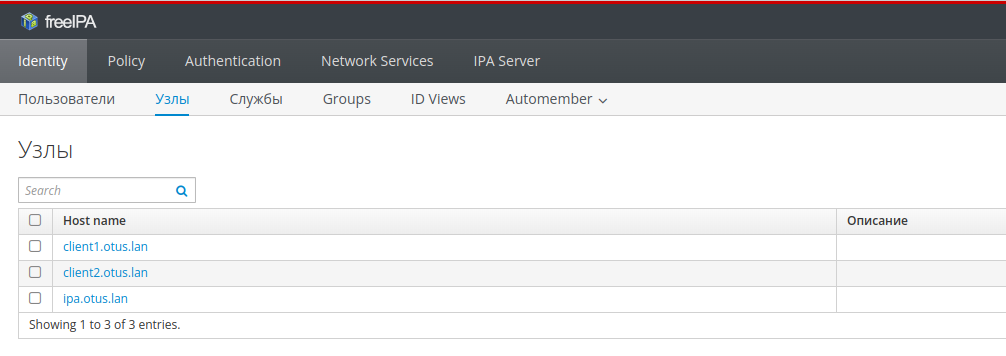 freeIPA
Identity Policy Authentication Network Services IPA Server
Пользователи Узлы Службы Groups ID Views Automember
Узлы
Search
Host name Описание
client1.otus.lan
client2.otus.lan
ipa.otus.lan
Showing 1 to 3 of 3 entries.